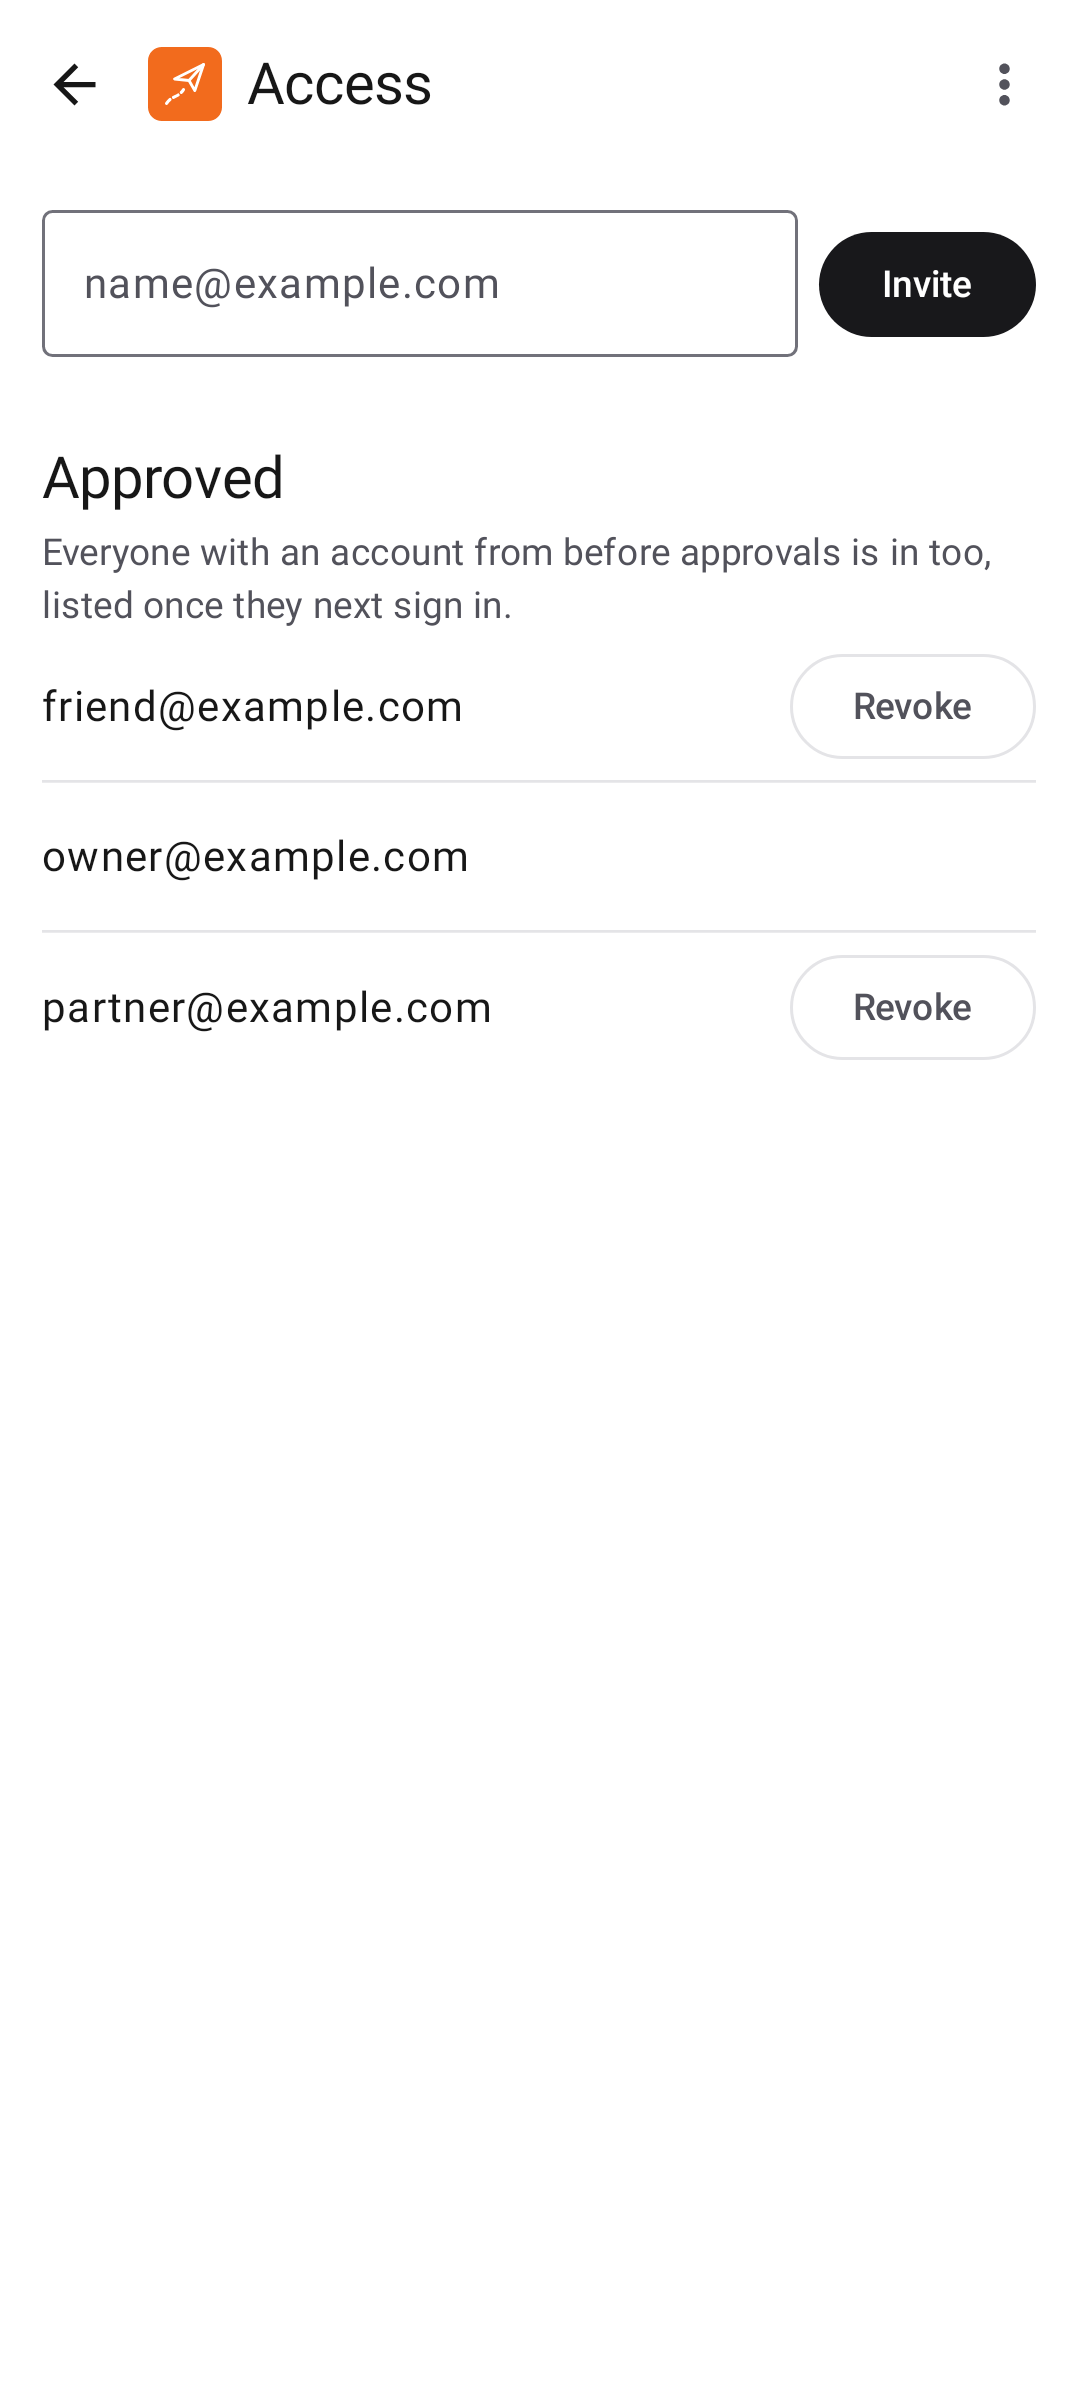 Access
name@example.com
Invite
Approved
Everyone with an account from before approvals is in too,
listed once they next sign in.
friend@example.com
Revoke
owner@example.com
partner@example.com
Revoke